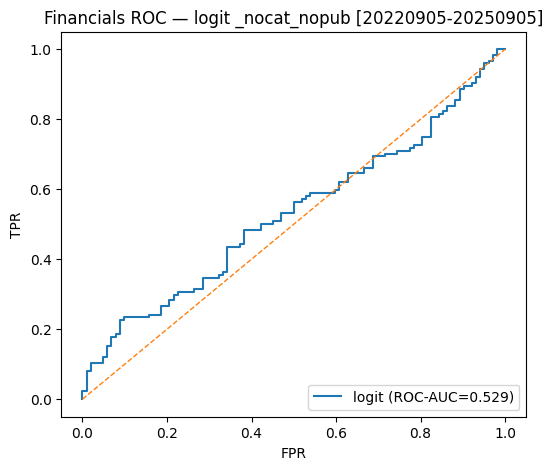 Financials ROC — logit _nocat_nopub [20220905-20250905]
1.0
0.8
0.6
0.4
0.2
0.0
TPR
0.0 0.2 0.4 0.6 0.8 1.0
FPR
logit (ROC-AUC=0.529)